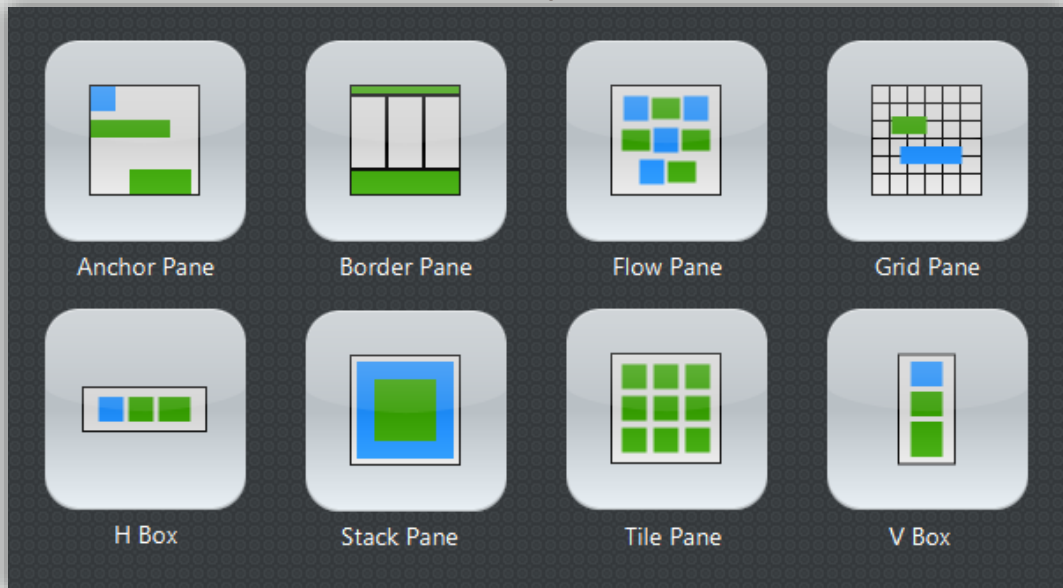 Anchor Pane
Border Pane
Flow Pane
Grid Pane
H Box
Stack Pane
Tile Pane
V Box